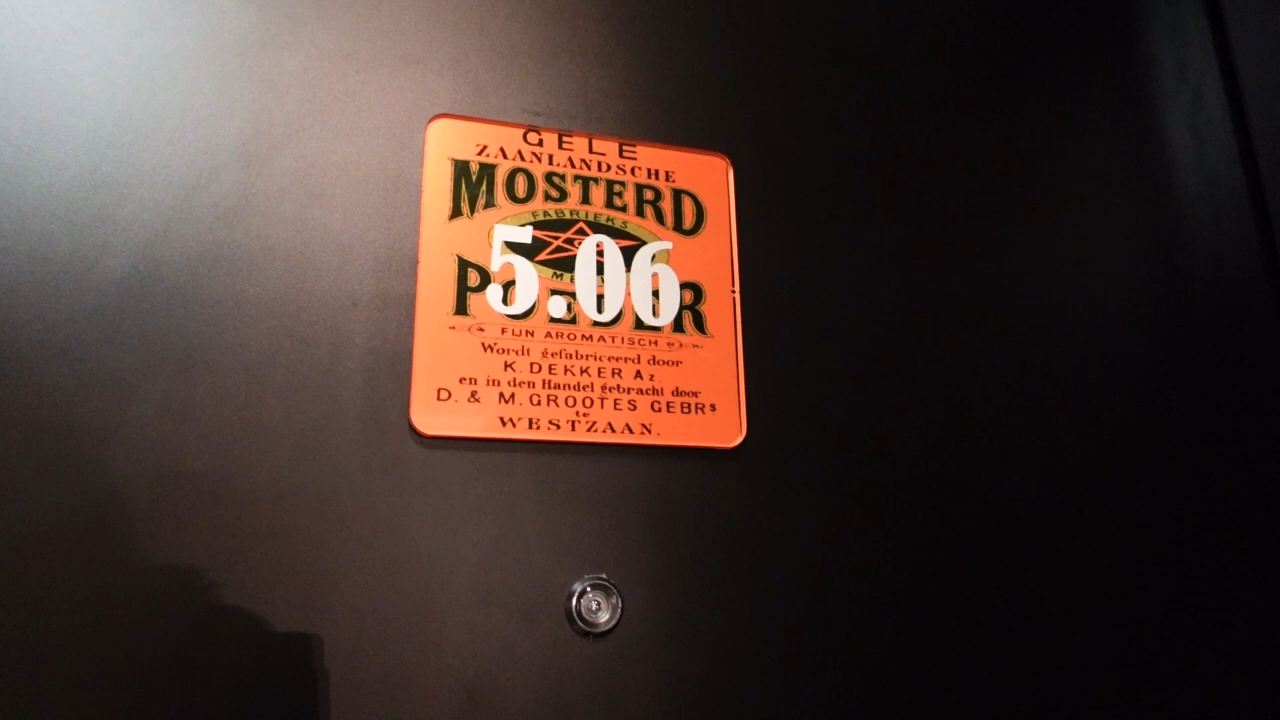 GELE
ZAANLANDSCHE
MOSTERD
FABRIEKS
5.06
POEDER
FIJN AROMATISCH
Wordt gefabriceerd door
K. DEKKER Az.
en in den Handel gebracht door
D. & M. GROOTES GEBRS
te
WESTZAAN.